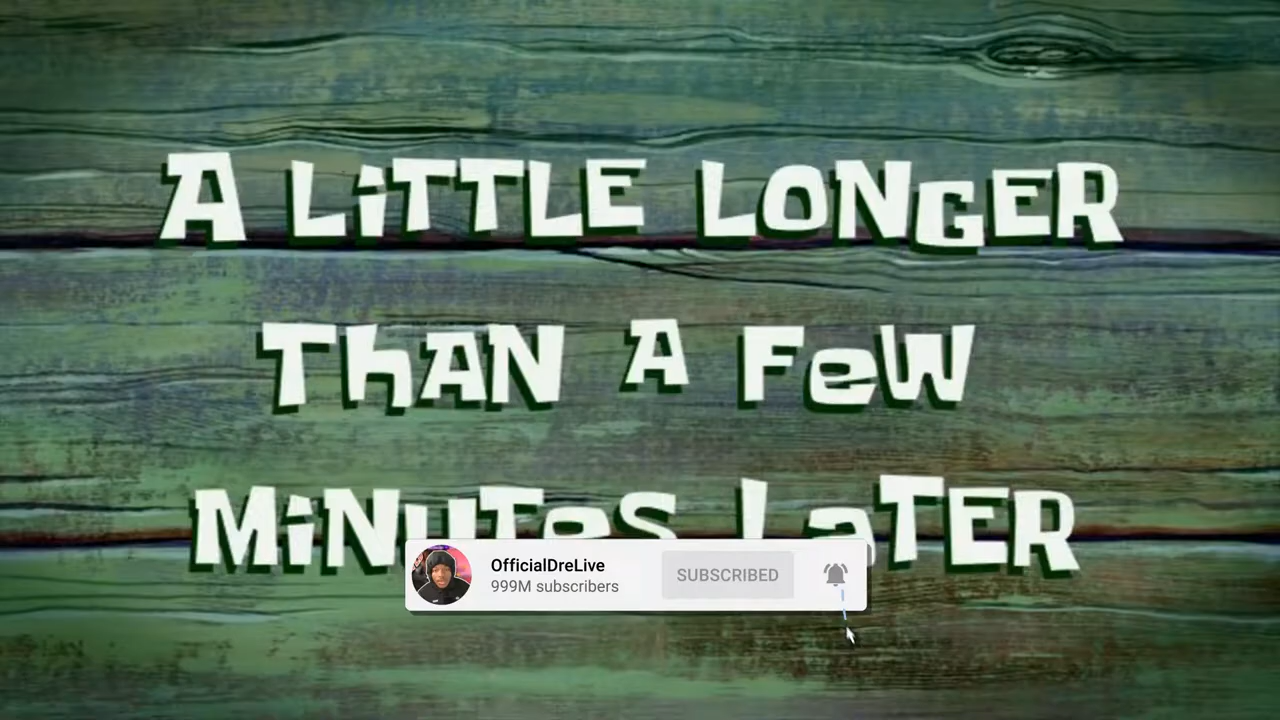 A LiTTLE LONGER
ThAN A FeW
MiNUTeS LaTER
OfficialDreLive
999M subscribers
SUBSCRIBED